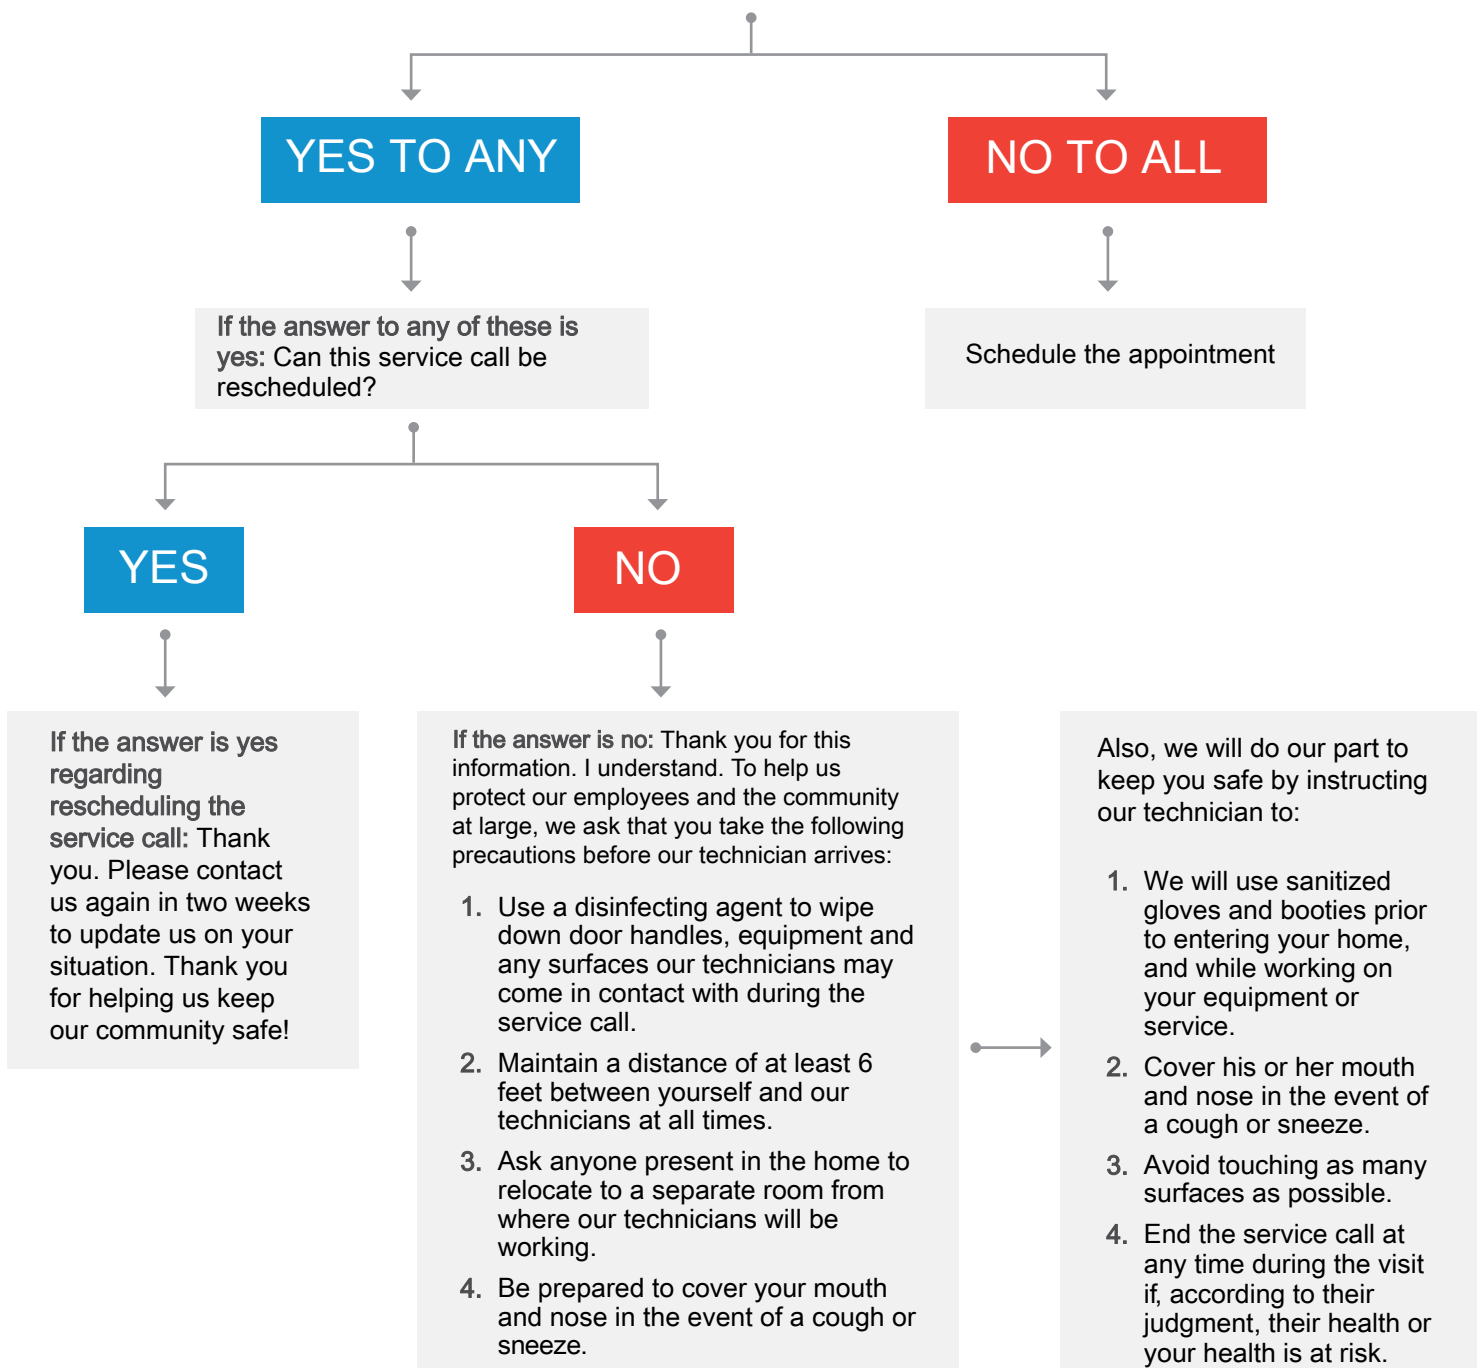 YES TO ANY
NO TO ALL
If the answer to any of these is
yes: Can this service call be
rescheduled?
Schedule the appointment
YES
NO
If the answer is yes
regarding
rescheduling the
service call: Thank
you. Please contact
us again in two weeks
to update us on your
situation. Thank you
for helping us keep
our community safe!
If the answer is no: Thank you for this
information. I understand. To help us
protect our employees and the community
at large, we ask that you take the following
precautions before our technician arrives:
1. Use a disinfecting agent to wipe
down door handles, equipment and
any surfaces our technicians may
come in contact with during the
service call.
2. Maintain a distance of at least 6
feet between yourself and our
technicians at all times.
3. Ask anyone present in the home to
relocate to a separate room from
where our technicians will be
working.
4. Be prepared to cover your mouth
and nose in the event of a cough or
sneeze.
Also, we will do our part to
keep you safe by instructing
our technician to:
1. We will use sanitized
gloves and booties prior
to entering your home,
and while working on
your equipment or
service.
2. Cover his or her mouth
and nose in the event of
a cough or sneeze.
3. Avoid touching as many
surfaces as possible.
4. End the service call at
any time during the visit
if, according to their
judgment, their health or
your health is at risk.